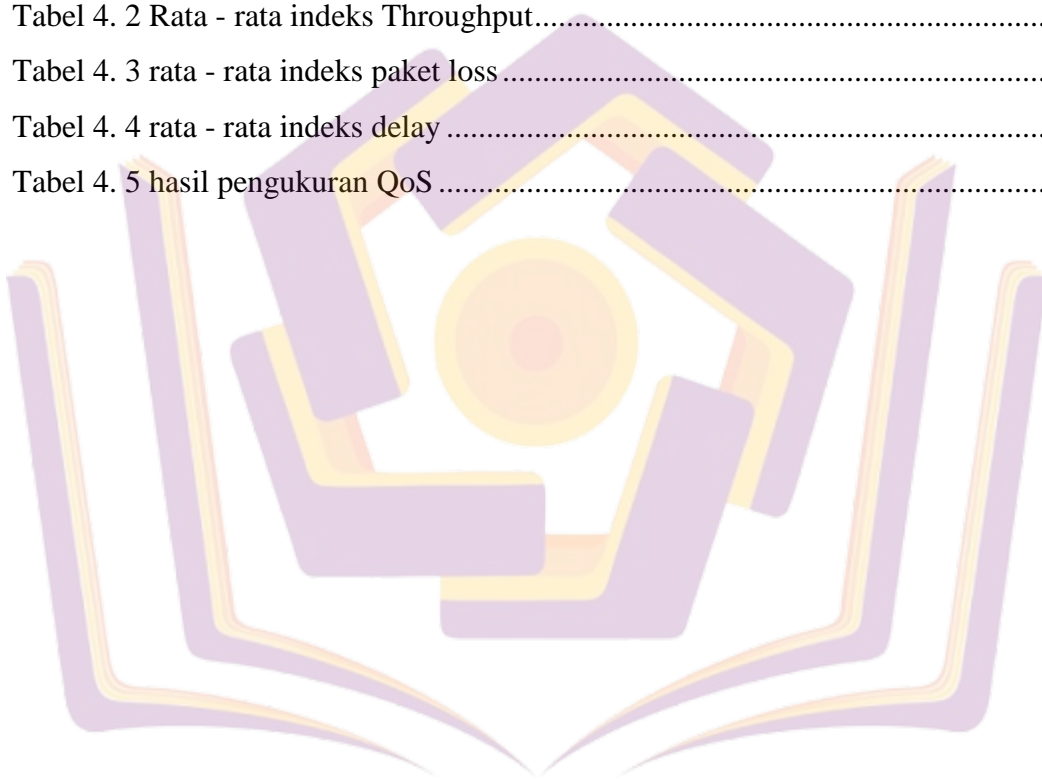 Tabel 4. 2 Rata - rata indeks Throughput..................................................................
Tabel 4. 3 rata - rata indeks paket loss......................................................................
Tabel 4. 4 rata - rata indeks delay .............................................................................
Tabel 4. 5 hasil pengukuran QoS ..............................................................................